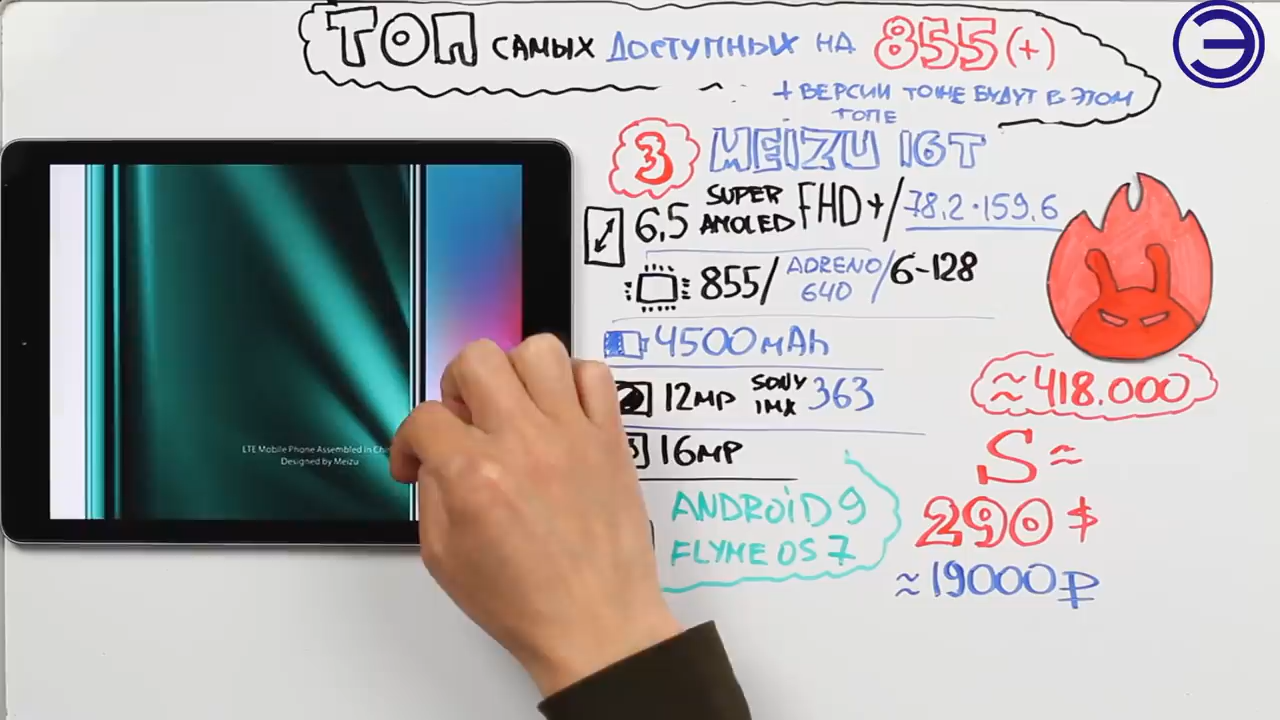 ТОП САМЫХ ДОСТУПНЫХ НА 855(+)
+ ВЕРСИИ ТОЖЕ БУДУТ В ЭТОМ
ТОПЕ
3 MEIZU 16T
6,5 SUPER AMOLED FHD+/78,2·159,6
855/ADRENO 640/6-128
4500mAh
12MP SONY IMX 363
16MP
ANDROID 9
FLYME OS 7
≈418.000
S≈
290$
≈19000₽
LTE Mobile Phone Assembled in
Designed by Meizu
Э